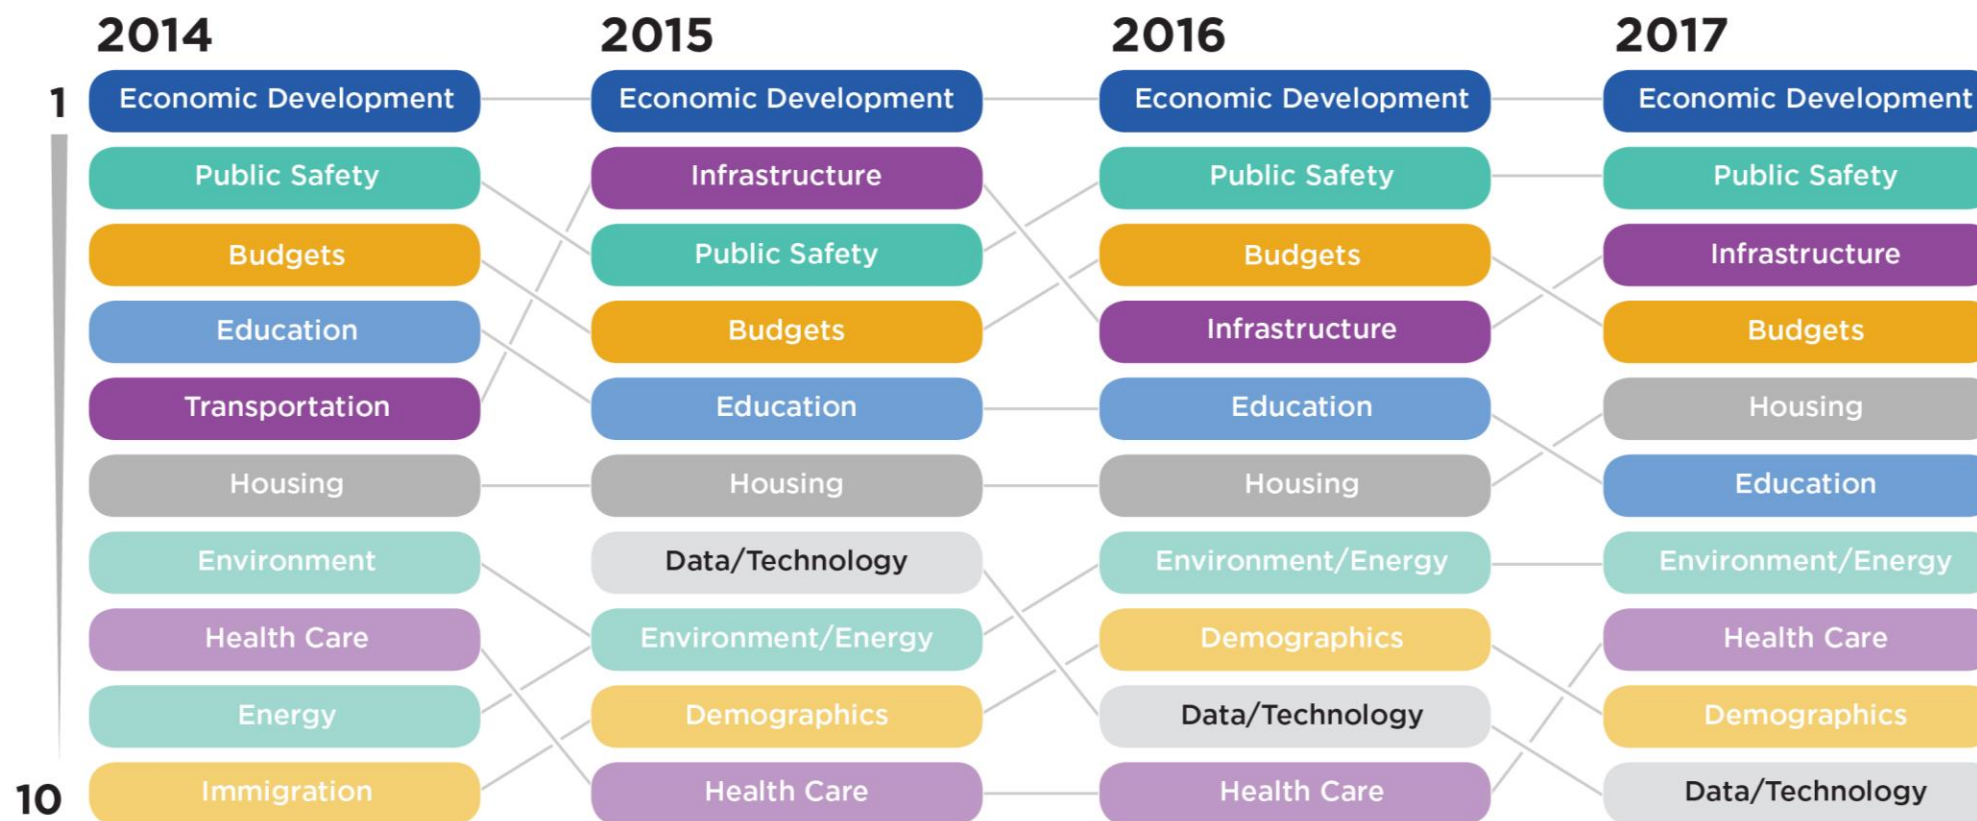 2014 2015 2016 2017
1 Economic Development Economic Development Economic Development Economic Development
Public Safety Infrastructure Public Safety Public Safety
Budgets Public Safety Budgets Infrastructure
Education Budgets Infrastructure Budgets
Transportation Education Education Housing
Housing Housing Housing Education
Environment Data/Technology Environment/Energy Environment/Energy
Health Care Environment/Energy Demographics Health Care
Energy Demographics Data/Technology Demographics
10 Immigration Health Care Health Care Data/Technology